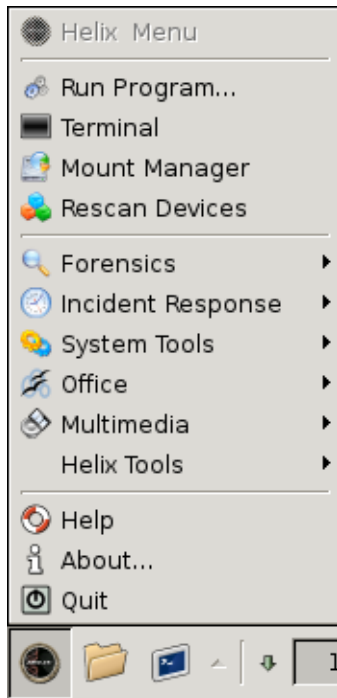 Helix Menu
Run Program...
Terminal
Mount Manager
Rescan Devices
Forensics
Incident Response
System Tools
Office
Multimedia
Helix Tools
Help
About...
Quit
1